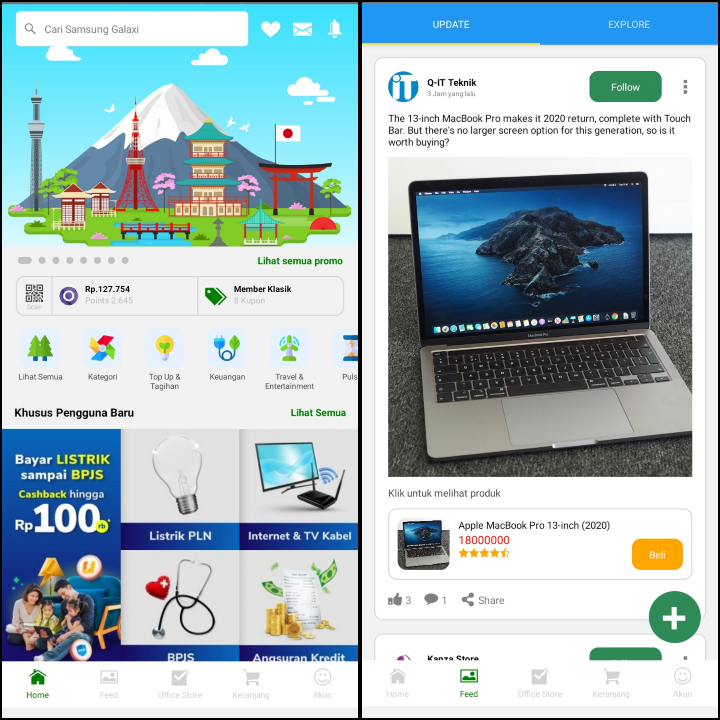 Cari Samsung Galaxi
Lihat semua promo
Scan
Rp.127.754
Points 2.645
Member Klasik
8 Kupon
Lihat Semua
Kategori
Top Up &
Tagihan
Keuangan
Travel &
Entertainment
Puls
Khusus Pengguna Baru
Lihat Semua
Bayar LISTRIK
sampai BPJS
Cashback hingga
Rp100rb*
Listrik PLN
Internet & TV Kabel
BPJS
Angsuran Kredit
Home
Feed
Office Store
Keranjang
Akun
UPDATE
EXPLORE
iT
Q-IT Teknik
3 Jam yang lalu
Follow
The 13-inch MacBook Pro makes it 2020 return, complete with Touch
Bar. But there's no larger screen option for this generation, so is it
worth buying?
MacBook Pro
Klik untuk melihat produk
Apple MacBook Pro 13-inch (2020)
18000000
Beli
3
1
Share
Kanza Store
Home
Feed
Office Store
Keranjang
Akun